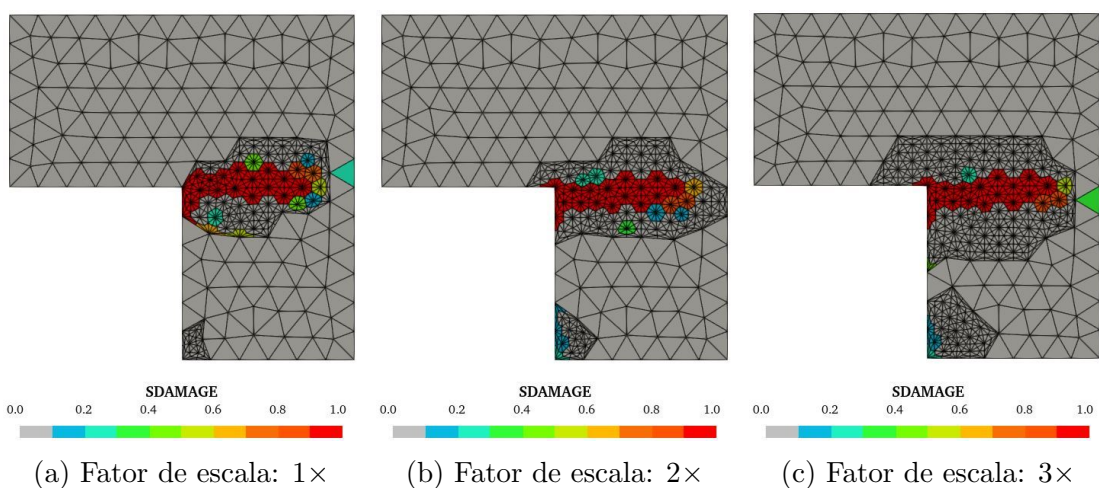 SDAMAGE SDAMAGE SDAMAGE
0.0 0.2 0.4 0.6 0.8 1.0 0.0 0.2 0.4 0.6 0.8 1.0 0.0 0.2 0.4 0.6 0.8 1.0
(a) Fator de escala: 1× (b) Fator de escala: 2× (c) Fator de escala: 3×